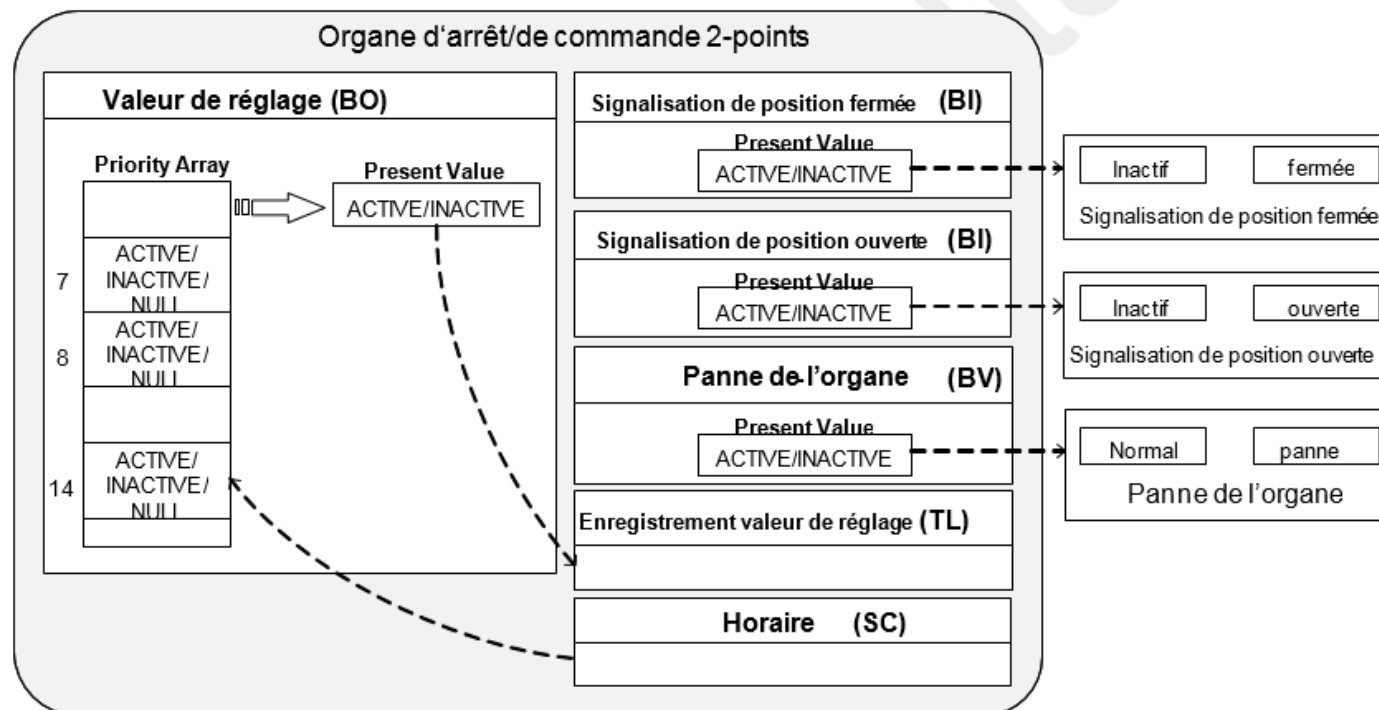 Organe d'arrêt/de commande 2-points
Valeur de réglage (BO)
Priority Array
Present Value
ACTIVE/INACTIVE
7
ACTIVE/
INACTIVE/
NULL
8
ACTIVE/
INACTIVE/
NULL
14
ACTIVE/
INACTIVE/
NULL
Signalisation de position fermée (BI)
Present Value
ACTIVE/INACTIVE
Signalisation de position ouverte (BI)
Present Value
ACTIVE/INACTIVE
Panne de-l'organe (BV)
Present Value
ACTIVE/INACTIVE
Enregistrement valeur de réglage (TL)
Horaire (SC)
Inactif fermée
Signalisation de position fermée
Inactif ouverte
Signalisation de position ouverte
Normal panne
Panne de l'organe